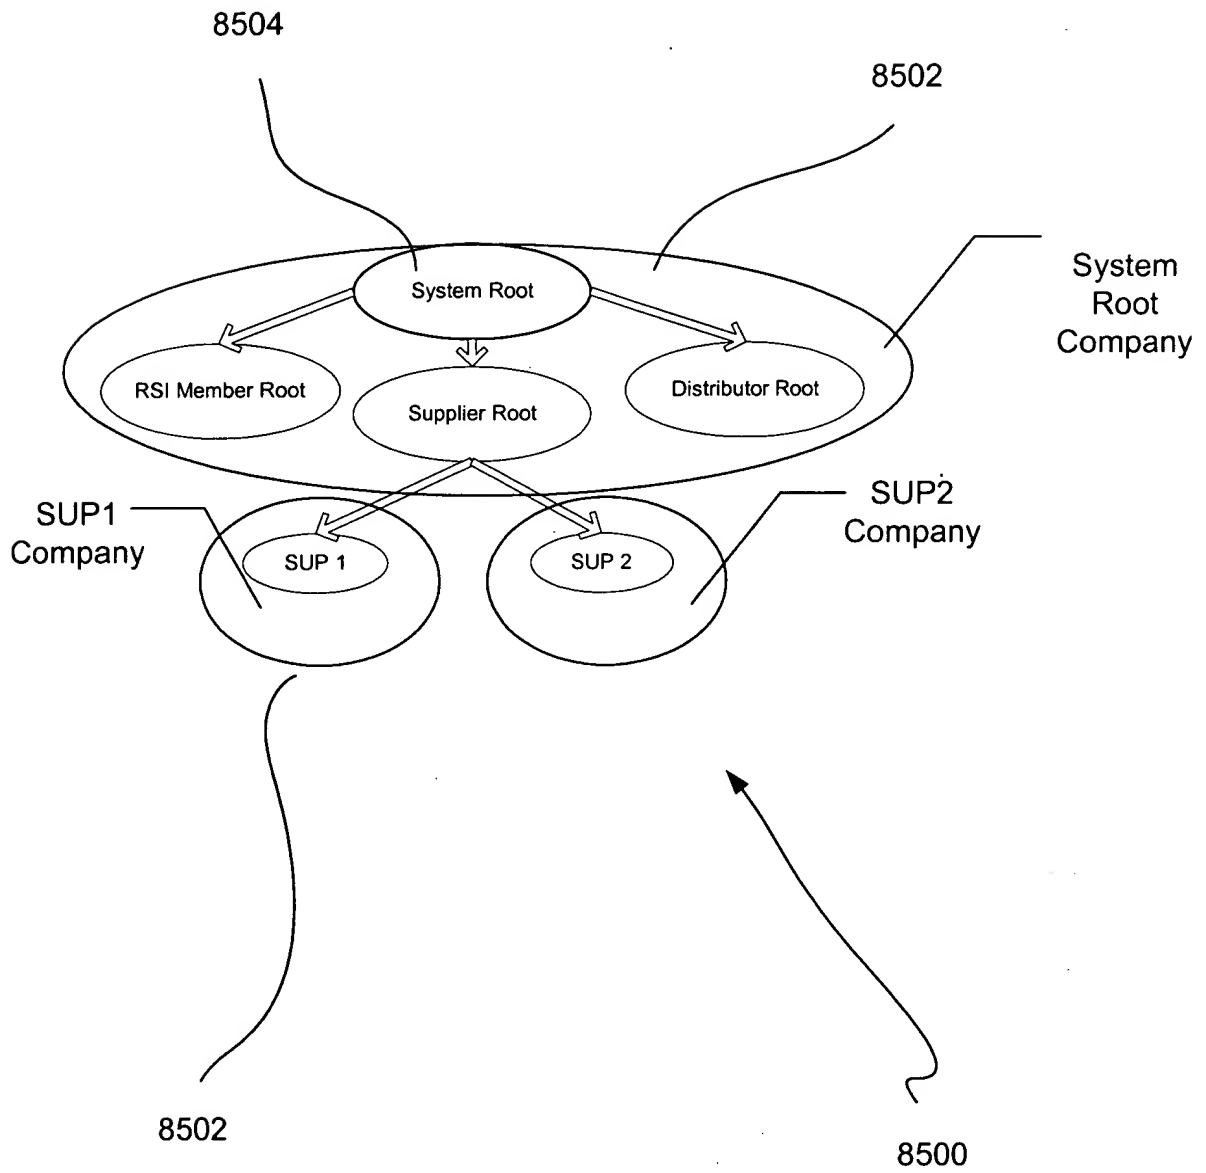 8504
8502
System
Root
Company
System Root
RSI Member Root
Supplier Root
Distributor Root
SUP1
Company
SUP2
Company
SUP 1
SUP 2
8502
8500